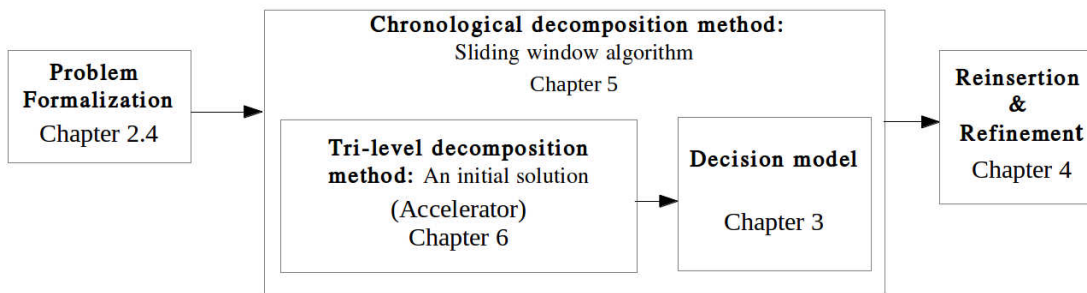 Problem
Formalization
Chapter 2.4
Chronological decomposition method:
Sliding window algorithm
Chapter 5
Tri-level decomposition
method: An initial solution
(Accelerator)
Chapter 6
Decision model
Chapter 3
Reinsertion
&
Refinement
Chapter 4